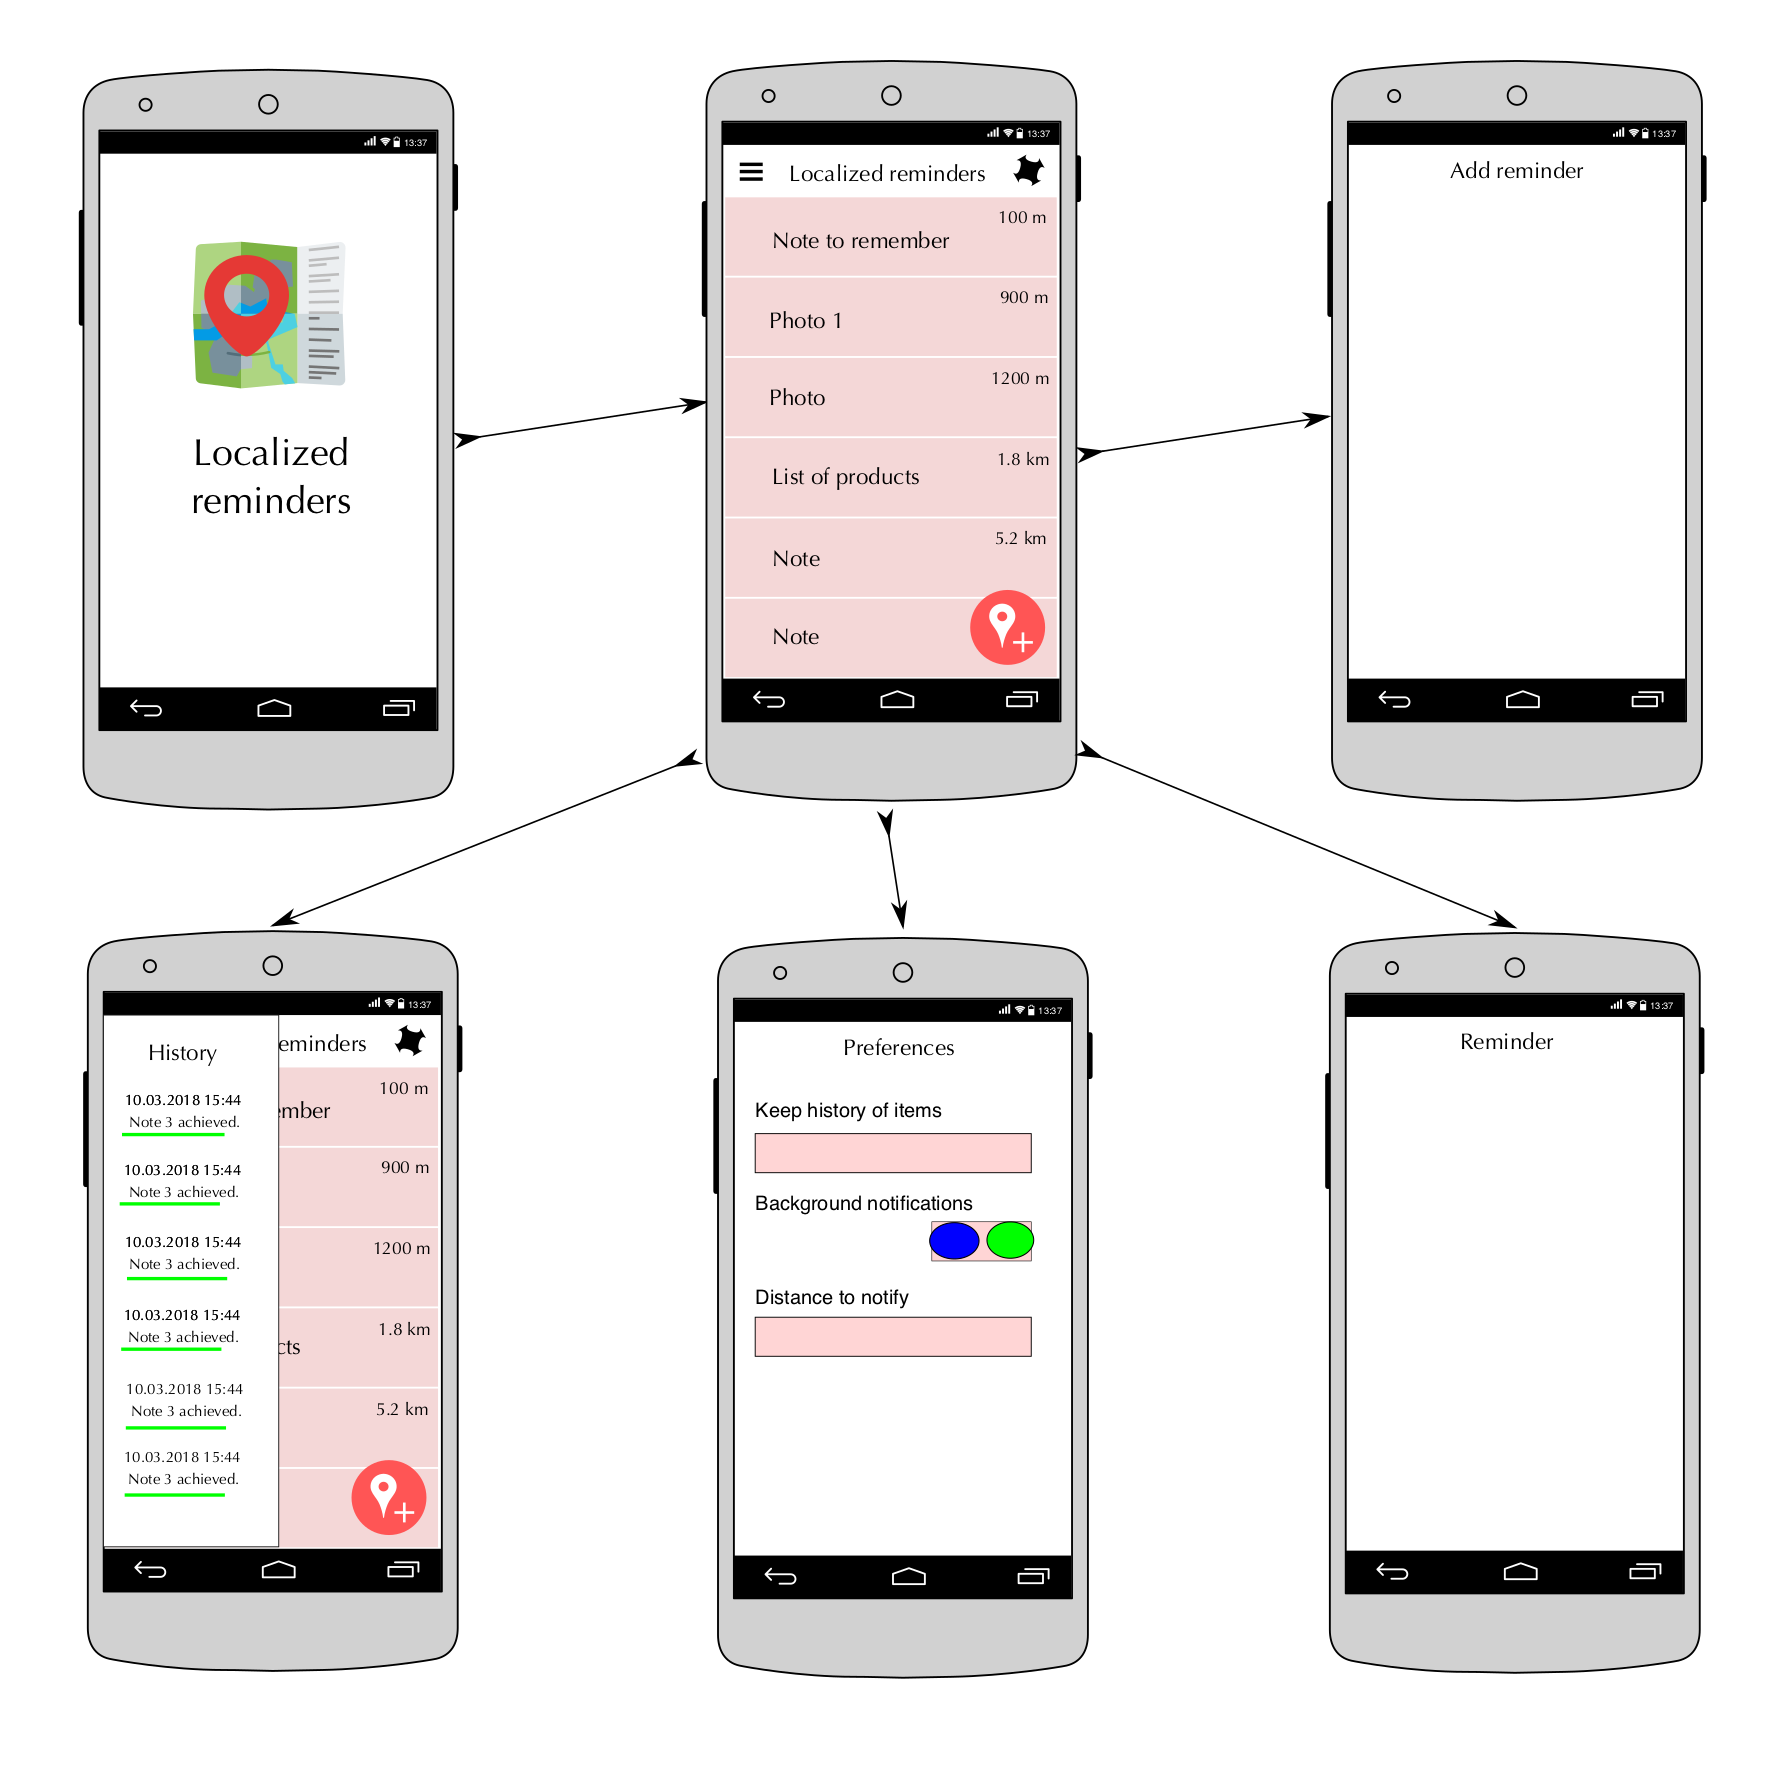 13:37
Localized
reminders
13:37
Localized reminders
100 m
Note to remember
900 m
Photo 1
1200 m
Photo
1.8 km
List of products
5.2 km
Note
Note
13:37
Add reminder
13:37
History
10.03.2018 15:44
Note 3 achieved.
10.03.2018 15:44
Note 3 achieved.
10.03.2018 15:44
Note 3 achieved.
10.03.2018 15:44
Note 3 achieved.
10.03.2018 15:44
Note 3 achieved.
10.03.2018 15:44
Note 3 achieved.
eminders
100 m
ember
900 m
1200 m
1.8 km
cts
5.2 km
13:37
Preferences
Keep history of items
Background notifications
Distance to notify
13:37
Reminder